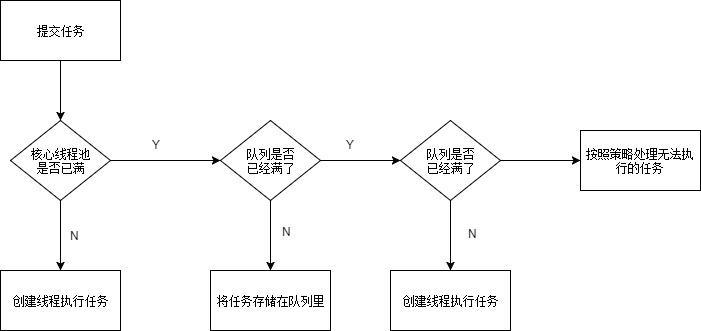 提交任务
核心线程池
是否已满
Y
队列是否
已经满了
Y
队列是否
已经满了
按照策略处理无法执
行的任务
N
N
N
创建线程执行任务
将任务存储在队列里
创建线程执行任务